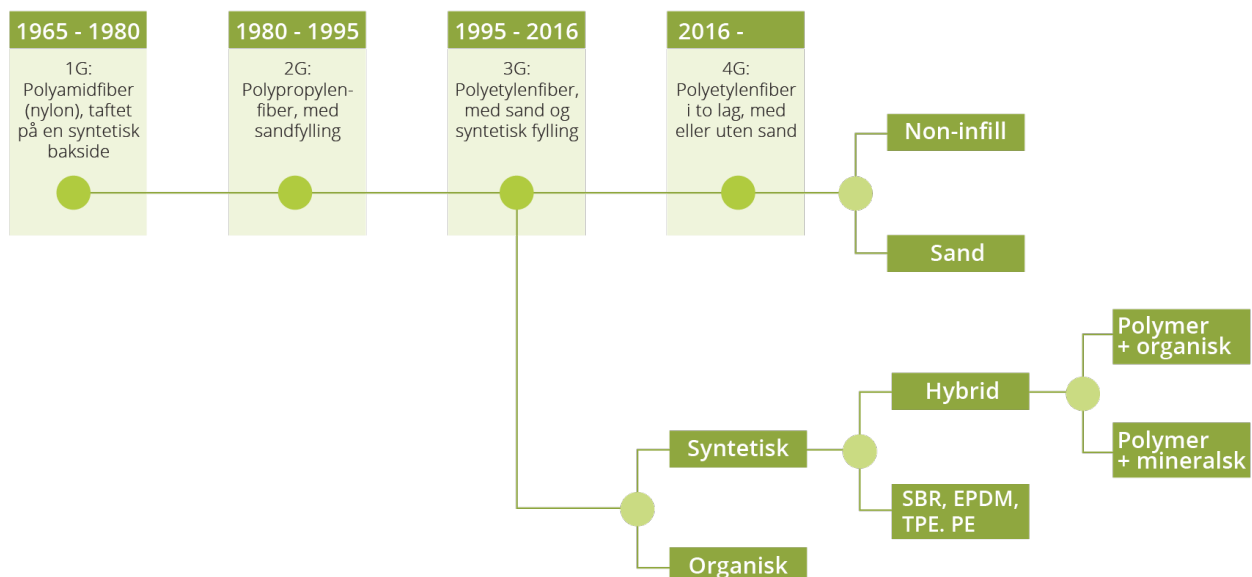 1965 - 1980
1G:
Polyamidfiber
(nylon), taftet
på en syntetisk
bakside
1980 - 1995
2G:
Polypropylen-
fiber, med
sandfylling
1995 - 2016
3G:
Polyetylenfiber,
med sand og
syntetisk fylling
2016 -
4G:
Polyetylenfiber
i to lag, med
eller uten sand
Non-infill
Sand
Polymer
+ organisk
Hybrid
Polymer
+ mineralsk
Syntetisk
SBR, EPDM,
TPE. PE
Organisk